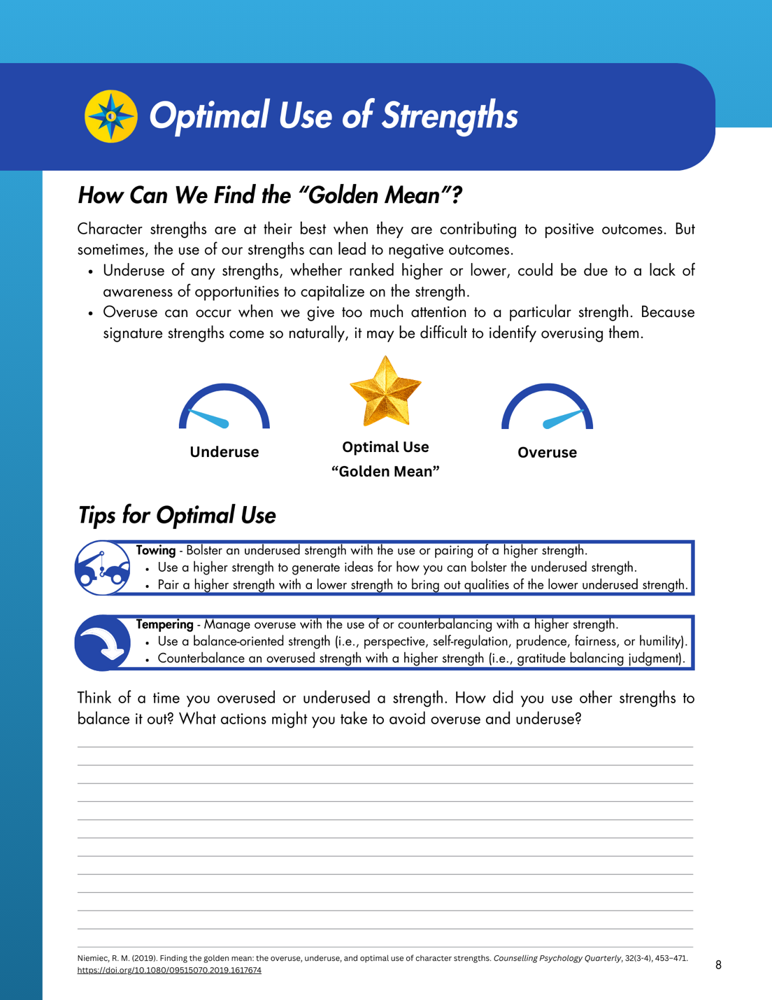 Optimal Use of Strengths
How Can We Find the “Golden Mean”?
Character strengths are at their best when they are contributing to positive outcomes. But
sometimes, the use of our strengths can lead to negative outcomes.
• Underuse of any strengths, whether ranked higher or lower, could be due to a lack of
awareness of opportunities to capitalize on the strength.
• Overuse can occur when we give too much attention to a particular strength. Because
signature strengths come so naturally, it may be difficult to identify overusing them.
Underuse
Optimal Use
“Golden Mean”
Overuse
Tips for Optimal Use
Towing - Bolster an underused strength with the use or pairing of a higher strength.
• Use a higher strength to generate ideas for how you can bolster the underused strength.
• Pair a higher strength with a lower strength to bring out qualities of the lower underused strength.
Tempering - Manage overuse with the use of or counterbalancing with a higher strength.
• Use a balance-oriented strength (i.e., perspective, self-regulation, prudence, fairness, or humility).
• Counterbalance an overused strength with a higher strength (i.e., gratitude balancing judgment).
Think of a time you overused or underused a strength. How did you use other strengths to
balance it out? What actions might you take to avoid overuse and underuse?
Niemiec, R. M. (2019). Finding the golden mean: the overuse, underuse, and optimal use of character strengths. Counselling Psychology Quarterly, 32(3-4), 453–471.
https://doi.org/10.1080/09515070.2019.1617674
8